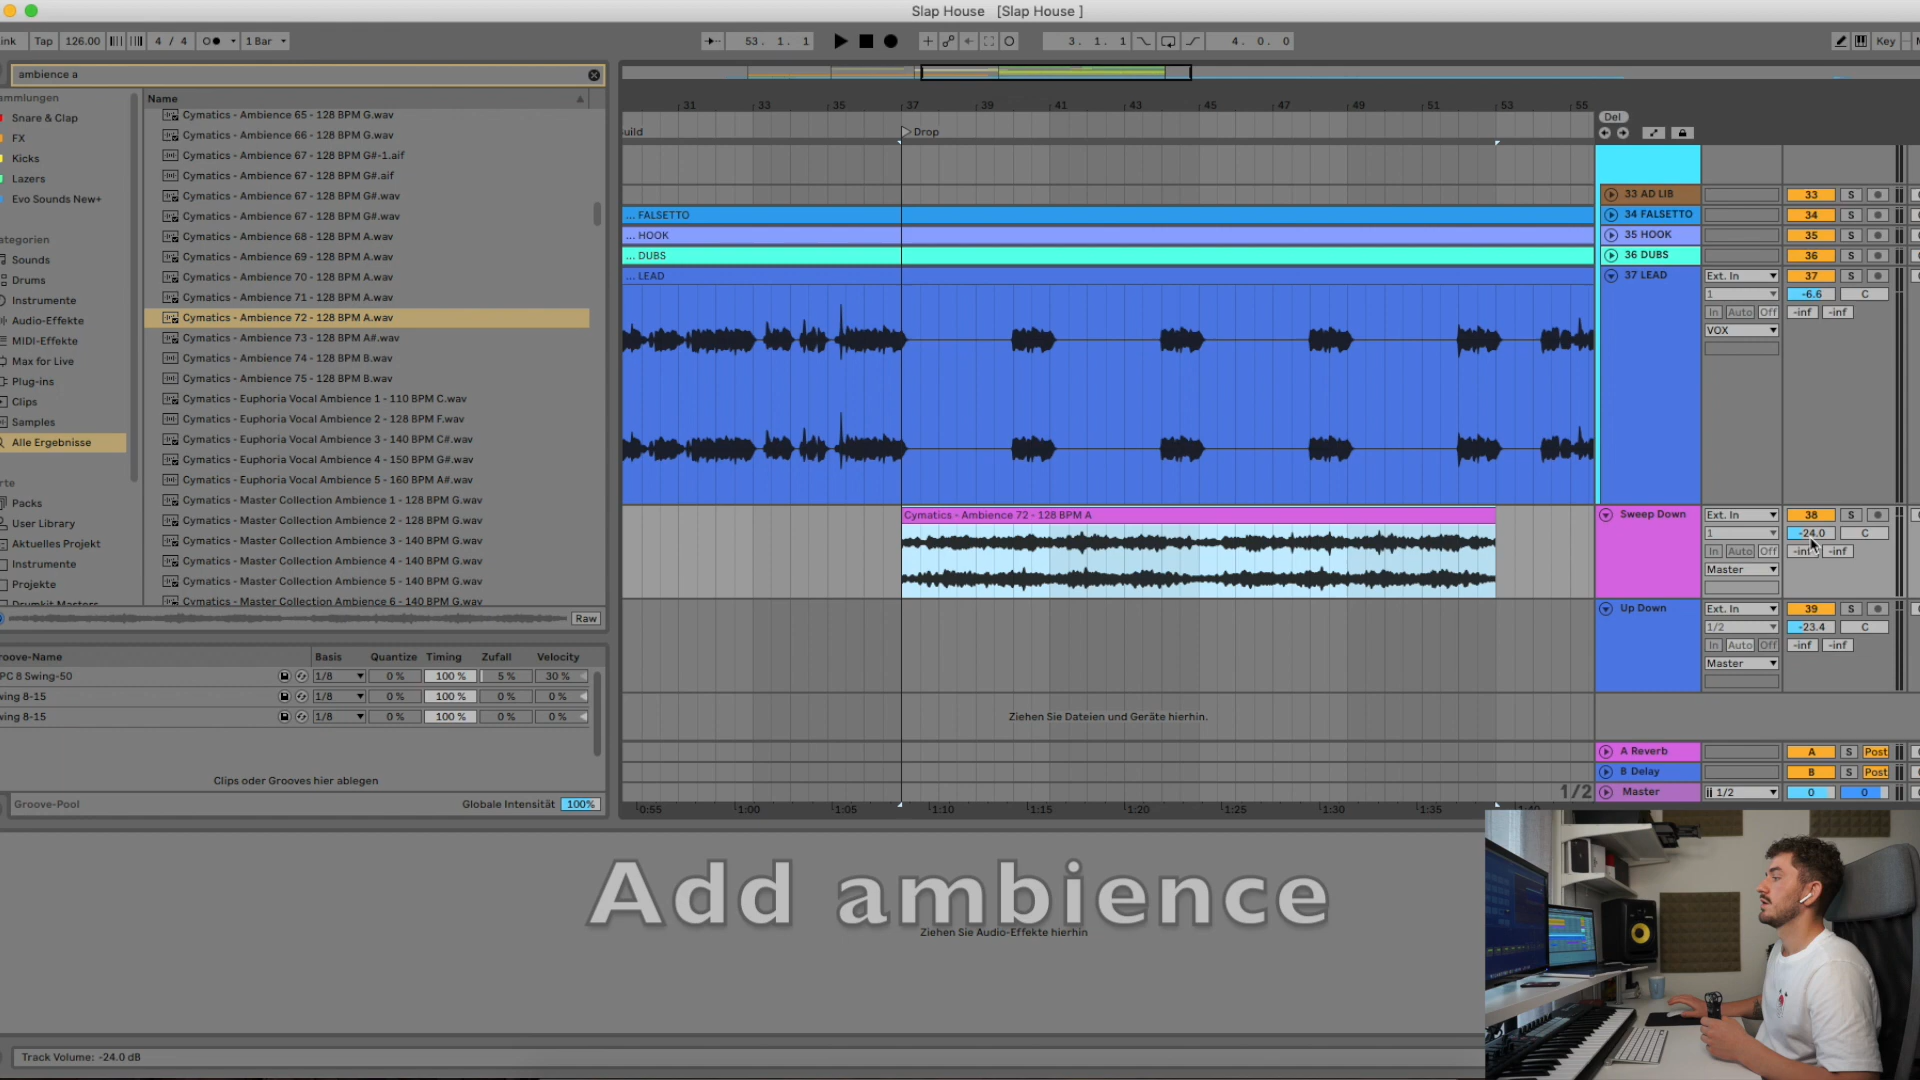 Slap House [Slap House ]
ink Tap 126.00 4 / 4 1 Bar 53. 1. 1 3. 1. 1 4. 0. 0 Key
ambience a
ammlungen
Snare & Clap
FX
Kicks
Lazers
Evo Sounds New+
ategorien
Sounds
Drums
Instrumente
Audio-Effekte
MIDI-Effekte
Max for Live
Plug-ins
Clips
Samples
Alle Ergebnisse
rte
Packs
User Library
Aktuelles Projekt
Instrumente
Projekte
Drumkit Masters
Name
Cymatics - Ambience 65 - 128 BPM G.wav
Cymatics - Ambience 66 - 128 BPM G.wav
Cymatics - Ambience 67 - 128 BPM G#-1.aif
Cymatics - Ambience 67 - 128 BPM G#.aif
Cymatics - Ambience 67 - 128 BPM G#.wav
Cymatics - Ambience 67 - 128 BPM G#.wav
Cymatics - Ambience 68 - 128 BPM A.wav
Cymatics - Ambience 69 - 128 BPM A.wav
Cymatics - Ambience 70 - 128 BPM A.wav
Cymatics - Ambience 71 - 128 BPM A.wav
Cymatics - Ambience 72 - 128 BPM A.wav
Cymatics - Ambience 73 - 128 BPM A#.wav
Cymatics - Ambience 74 - 128 BPM B.wav
Cymatics - Ambience 75 - 128 BPM B.wav
Cymatics - Euphoria Vocal Ambience 1 - 110 BPM C.wav
Cymatics - Euphoria Vocal Ambience 2 - 128 BPM F.wav
Cymatics - Euphoria Vocal Ambience 3 - 140 BPM C#.wav
Cymatics - Euphoria Vocal Ambience 4 - 150 BPM G#.wav
Cymatics - Euphoria Vocal Ambience 5 - 160 BPM A#.wav
Cymatics - Master Collection Ambience 1 - 128 BPM G.wav
Cymatics - Master Collection Ambience 2 - 128 BPM G.wav
Cymatics - Master Collection Ambience 3 - 140 BPM G.wav
Cymatics - Master Collection Ambience 4 - 140 BPM G.wav
Cymatics - Master Collection Ambience 5 - 140 BPM G.wav
Cymatics - Master Collection Ambience 6 - 140 BPM G.wav
Raw
roove-Name Basis Quantize Timing Zufall Velocity
PC 8 Swing-50 1/8 0 % 100 % 5 % 30 %
wing 8-15 1/8 0 % 100 % 0 % 0 %
wing 8-15 1/8 0 % 100 % 0 % 0 %
Clips oder Grooves hier ablegen
Groove-Pool Globale Intensität 100%
31 33 35 37 39 41 43 45 47 49 51 53 55
uild Drop
... FALSETTO
... HOOK
... DUBS
... LEAD
Cymatics - Ambience 72 - 128 BPM A
Ziehen Sie Dateien und Geräte hierhin.
0:55 1:00 1:05 1:10 1:15 1:20 1:25 1:30 1:35 1:40
1/2
Del
33 AD LIB 33 S
34 FALSETTO 34 S
35 HOOK 35 S
36 DUBS 36 S
37 LEAD Ext. In 37 S
1 -6.6 C
In Auto Off -inf -inf
VOX
Sweep Down Ext. In 38 S
1 -24.0 C
In Auto Off -inf -inf
Master
Up Down Ext. In 39 S
1/2 -23.4 C
In Auto Off -inf -inf
Master
A Reverb A S Post
B Delay B S Post
Master 1/2 0 0
Add ambience
Ziehen Sie Audio-Effekte hierhin
Track Volume: -24.0 dB